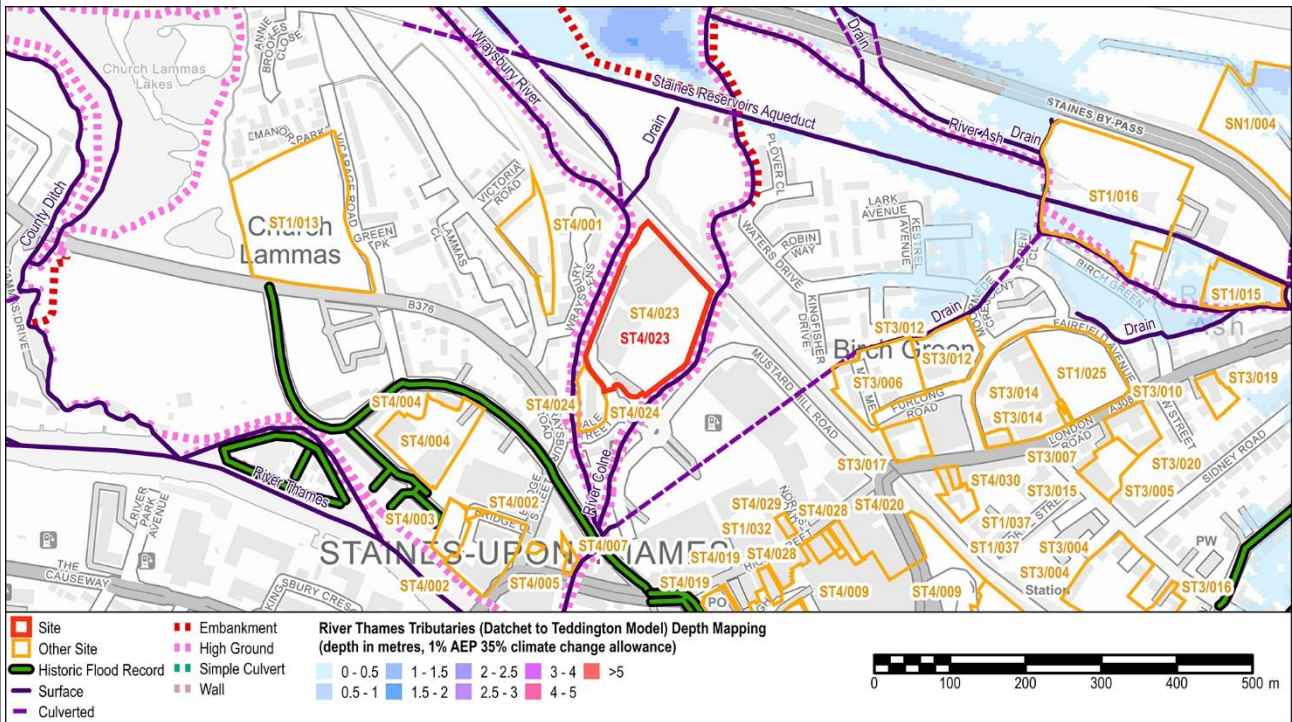 ANNIE
BROOKES
CLOSE
Church Lammas
Lakes
Wraysbury River
Drain
Staines Reservoirs Aqueduct
STAINES BY-PASS
SN1/004
MANOR PARK
VICARAGE ROAD
VICTORIA
ROAD
Drain
River Ash
Drain
PLOVER CL
County Ditch
ST1/013
Church
Lammas
GREEN
LAMMAS
CL
ST4/001
LARK
AVENUE
KESTREL
AVENUE
ROBIN
WAY
WATERS DRIVE
ST1/016
BIRCH GREEN
ST1/015
Ash
B376
ST4/023
ST4/023
KINGFISHER
DRIVE
Drain
CRESCENT
ST3/012
Birch Green
ST3/012
Drain
FAIRFIELD AVENUE
ST4/004
ST4/004
ST4/024
ST4/024
MUSTARD MILL ROAD
ST3/006
FURLONG
ROAD
ST3/014
ST3/014
ST1/025
ST3/010
ST3/019
A308
LONDON
ROAD
River Thames
River Colne
RIVER
PARK
AVENUE
ST3/017
ST3/007
ST3/020
SIDNEY ROAD
ST4/030
ST3/015
ST3/005
ST4/003
ST4/002
ST4/029
ST4/028
ST4/020
ST1/032
ST1/037
ST1/037
ST4/007
STAINES-UPON-THAMES
ST4/019
ST4/028
ST3/004
ST3/004
PW
THE
CAUSEWAY
ST4/002
ST4/005
ST4/019
PO
ST4/009
ST4/009
Station
ST3/016
Site
Other Site
Historic Flood Record
Surface
Culverted
Embankment
High Ground
Simple Culvert
Wall
River Thames Tributaries (Datchet to Teddington Model) Depth Mapping
(depth in metres, 1% AEP 35% climate change allowance)
0 - 0.5
1 - 1.5
2 - 2.5
3 - 4
>5
0.5 - 1
1.5 - 2
2.5 - 3
4 - 5
0 100 200 300 400 500 m